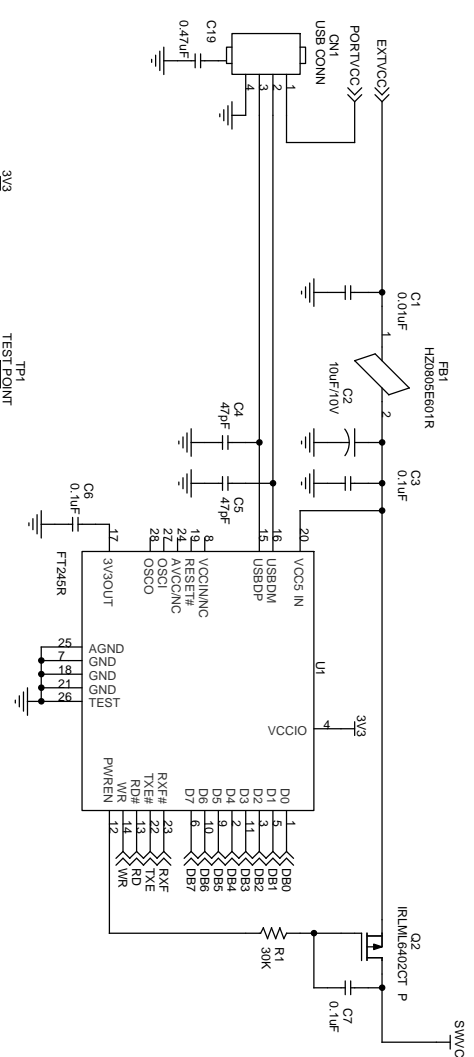 EXTVCC
PORTVCC
CN1
USB CONN
1
2
3
4
C19
0.47uF
C1
0.01uF
FB1
HZ0805E601R
1
2
C2
10uF/10V
C3
0.1uF
C4
47pF
C5
47pF
C6
0.1uF
3V3
TP1
TEST POINT
U1
FT245R
20
VCC5 IN
16
USBDM
15
USBDP
8
VCCIN/NC
19
RESET#
24
AVCC/NC
27
OSCI
28
OSCO
17
3V3OUT
25
AGND
7
GND
18
GND
21
GND
26
TEST
VCCIO
4
3V3
D0
1
DB0
D1
5
DB1
D2
3
DB2
D3
11
DB3
D4
2
DB4
D5
9
DB5
D6
10
DB6
D7
6
DB7
RXF#
23
RXF
TXE#
22
TXE
RD#
13
RD
WR
14
WR
PWREN
12
R1
30K
Q2
IRLML6402CT P
C7
0.1uF